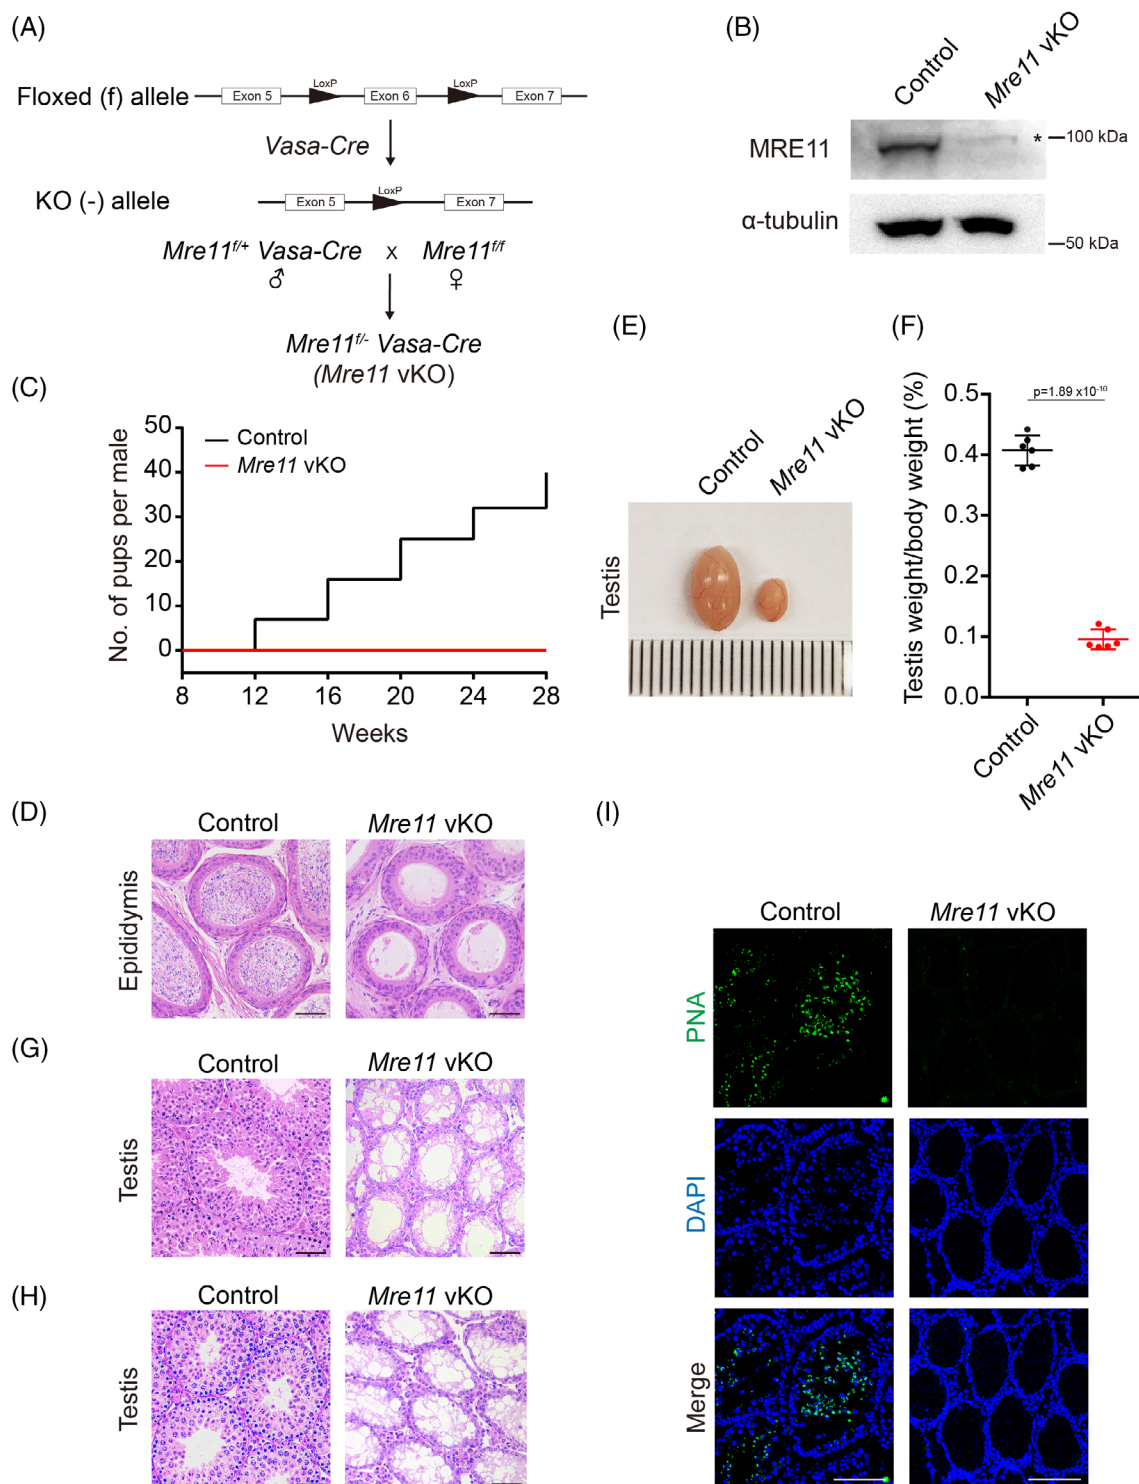 (A)
LoxP LoxP
Floxed (f) allele Exon 5 Exon 6 Exon 7
Vasa-Cre
LoxP
KO (-) allele Exon 5 Exon 7
Mre11f/+ Vasa-Cre x Mre11f/f
♂ ♀
Mre11f/- Vasa-Cre
(Mre11 vKO)
(B)
Control Mre11 vKO
MRE11 * 100 kDa
α-tubulin
50 kDa
(C)
No. of pups per male
50
40
30
20
10
0
Control
Mre11 vKO
8 12 16 20 24 28
Weeks
(E)
Control Mre11 vKO
Testis
(F)
Testis weight/body weight (%)
p=1.89 x10-10
0.5
0.4
0.3
0.2
0.1
0.0
Control Mre11 vKO
(D)
Control Mre11 vKO
Epididymis
(G)
Control Mre11 vKO
Testis
(H)
Control Mre11 vKO
Testis
(I)
Control Mre11 vKO
PNA
DAPI
Merge